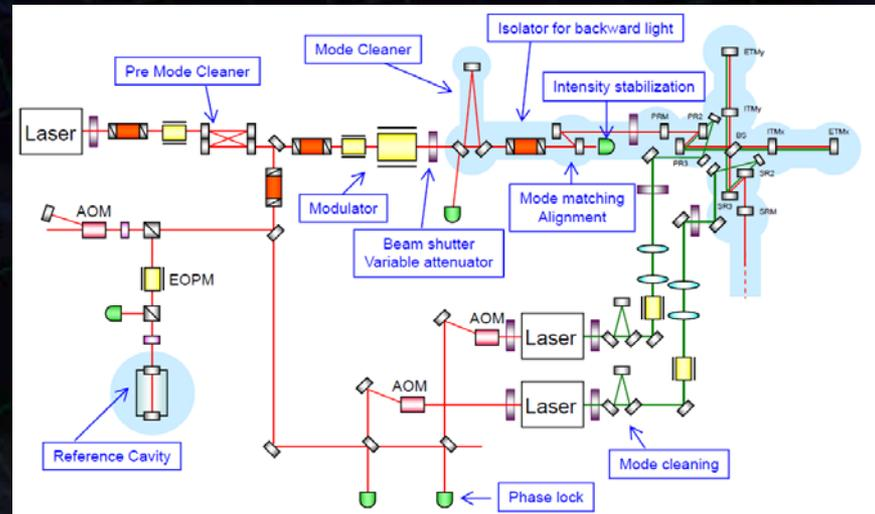 Isolator for backward light
Mode Cleaner
Pre Mode Cleaner
Intensity stabilization
ETMy
Laser
ITMy
PRM
PR2
BS
ITMx
ETMx
PR3
SR2
SR3
SRM
Modulator
Mode matching
Alignment
Beam shutter
Variable attenuator
AOM
EOPM
AOM
Laser
AOM
Laser
Reference Cavity
Mode cleaning
Phase lock